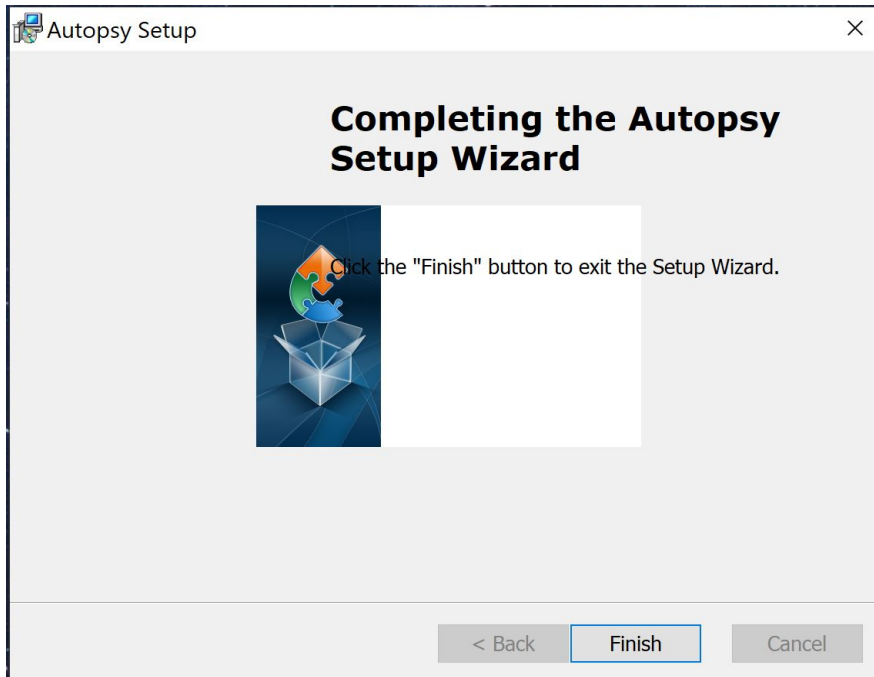 Autopsy Setup
Completing the Autopsy
Setup Wizard
Click the "Finish" button to exit the Setup Wizard.
< Back
Finish
Cancel